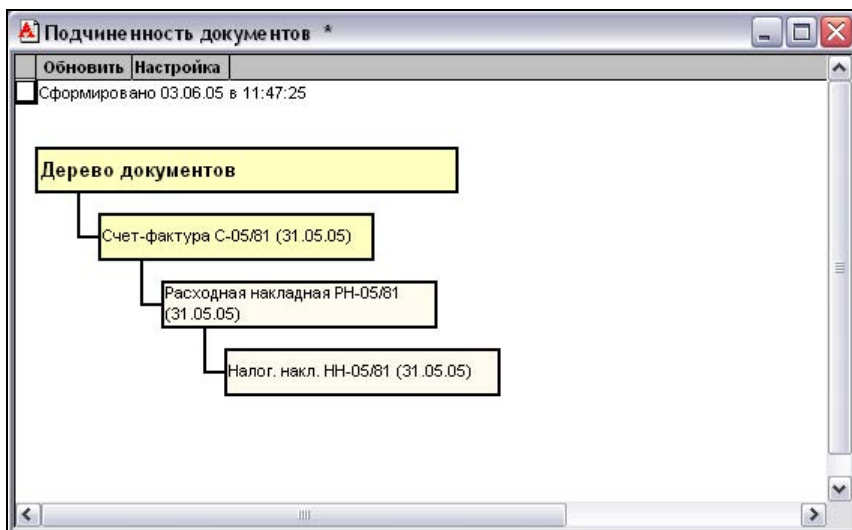 Подчиненность документов *
Обновить Настройка
Сформировано 03.06.05 в 11:47:25
Дерево документов
Счет-фактура С-05/81 (31.05.05)
Расходная накладная РН-05/81
(31.05.05)
Налог. накл. НН-05/81 (31.05.05)